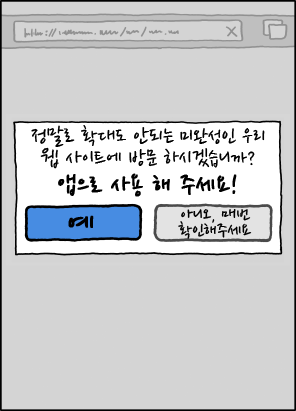 정말로 확대도 안되는 미완성인 우리
웹 사이트에 방문 하시겠습니까?
앱으로 사용 해 주세요!
예
아니오, 매번
확인해주세요